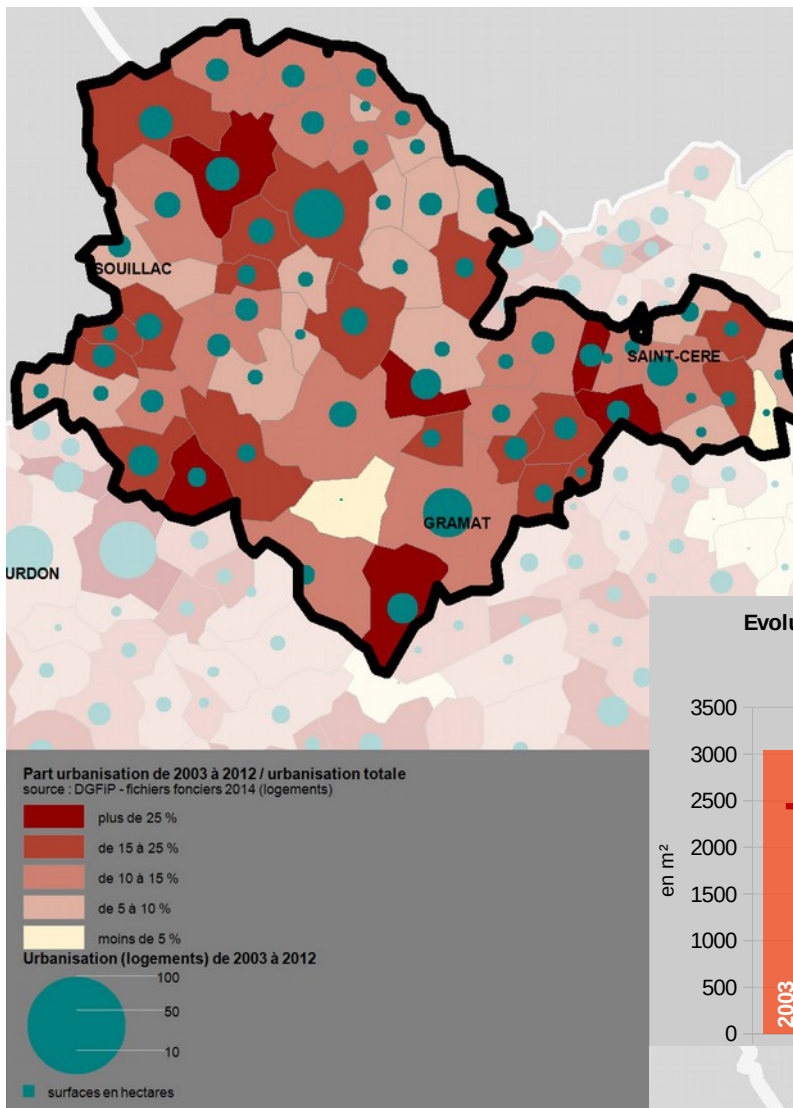 SOUILLAC
SAINT-CERE
GRAMAT
URDON
Part urbanisation de 2003 à 2012 / urbanisation totale
source : DGFiP - fichiers fonciers 2014 (logements)
plus de 25 %
de 15 à 25 %
de 10 à 15 %
de 5 à 10 %
moins de 5 %
Urbanisation (logements) de 2003 à 2012
100
50
10
surfaces en hectares
Evolu
3500
3000
2500
2000
1500
1000
500
0
en m²
2003